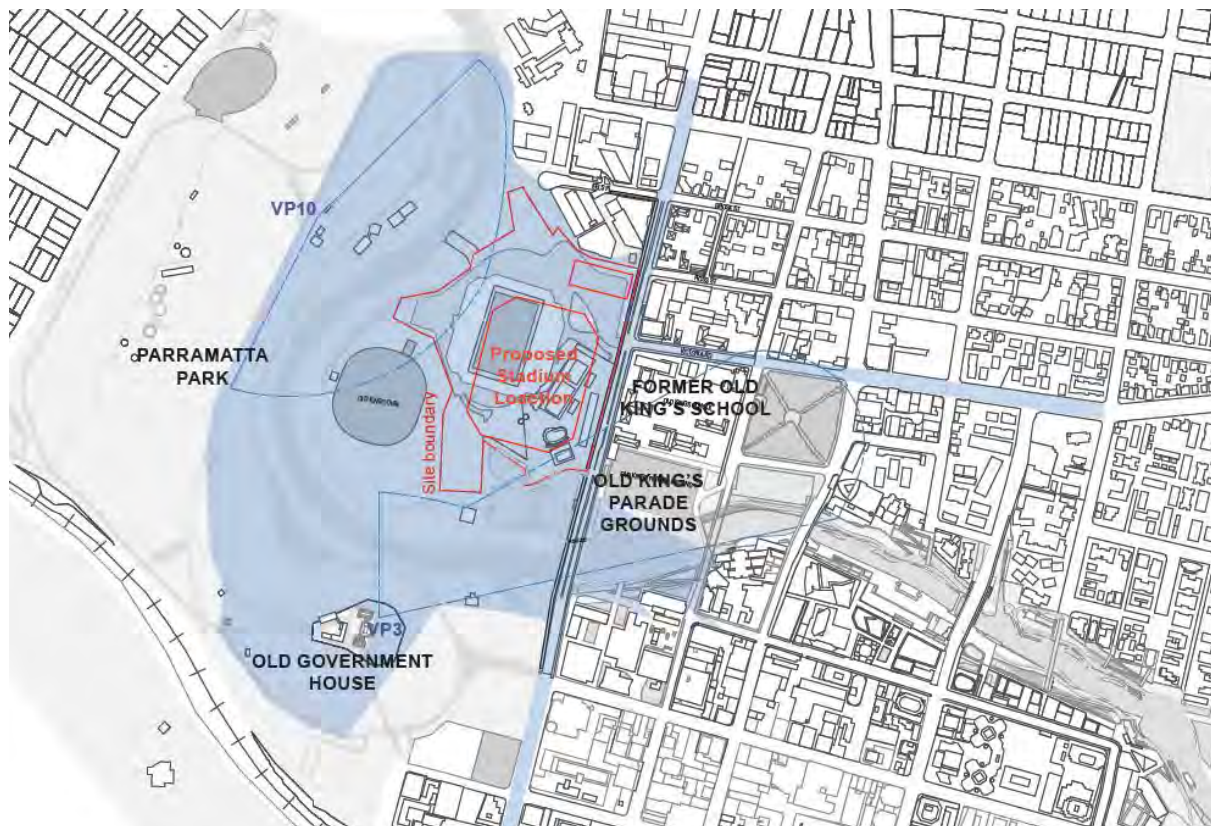 VP10
PARRAMATTA
PARK
Proposed
Stadium
Location
Site boundary
FORMER OLD
KING'S SCHOOL
OLD KING'S
PARADE
GROUNDS
VP3
OLD GOVERNMENT
HOUSE